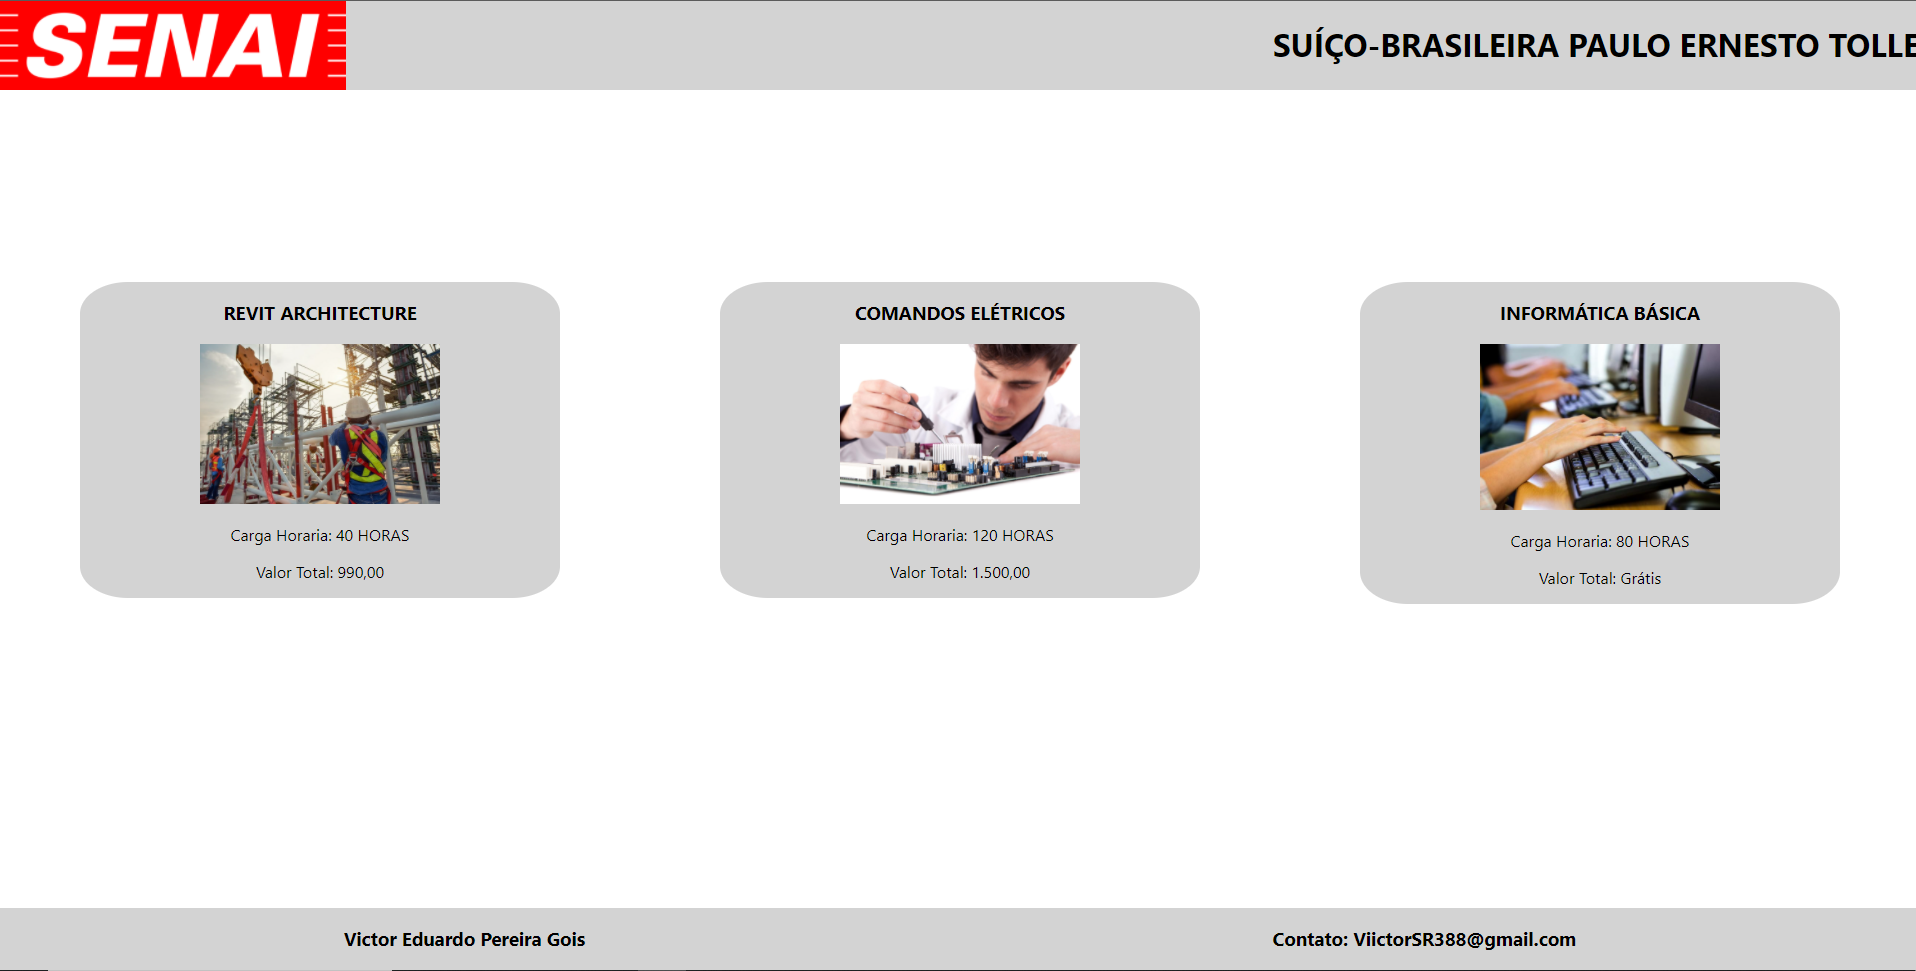 SENAI
SUÍÇO-BRASILEIRA PAULO ERNESTO TOLLE
REVIT ARCHITECTURE
Carga Horaria: 40 HORAS
Valor Total: 990,00
COMANDOS ELÉTRICOS
Carga Horaria: 120 HORAS
Valor Total: 1.500,00
INFORMÁTICA BÁSICA
Carga Horaria: 80 HORAS
Valor Total: Grátis
Victor Eduardo Pereira Gois
Contato: ViictorSR388@gmail.com